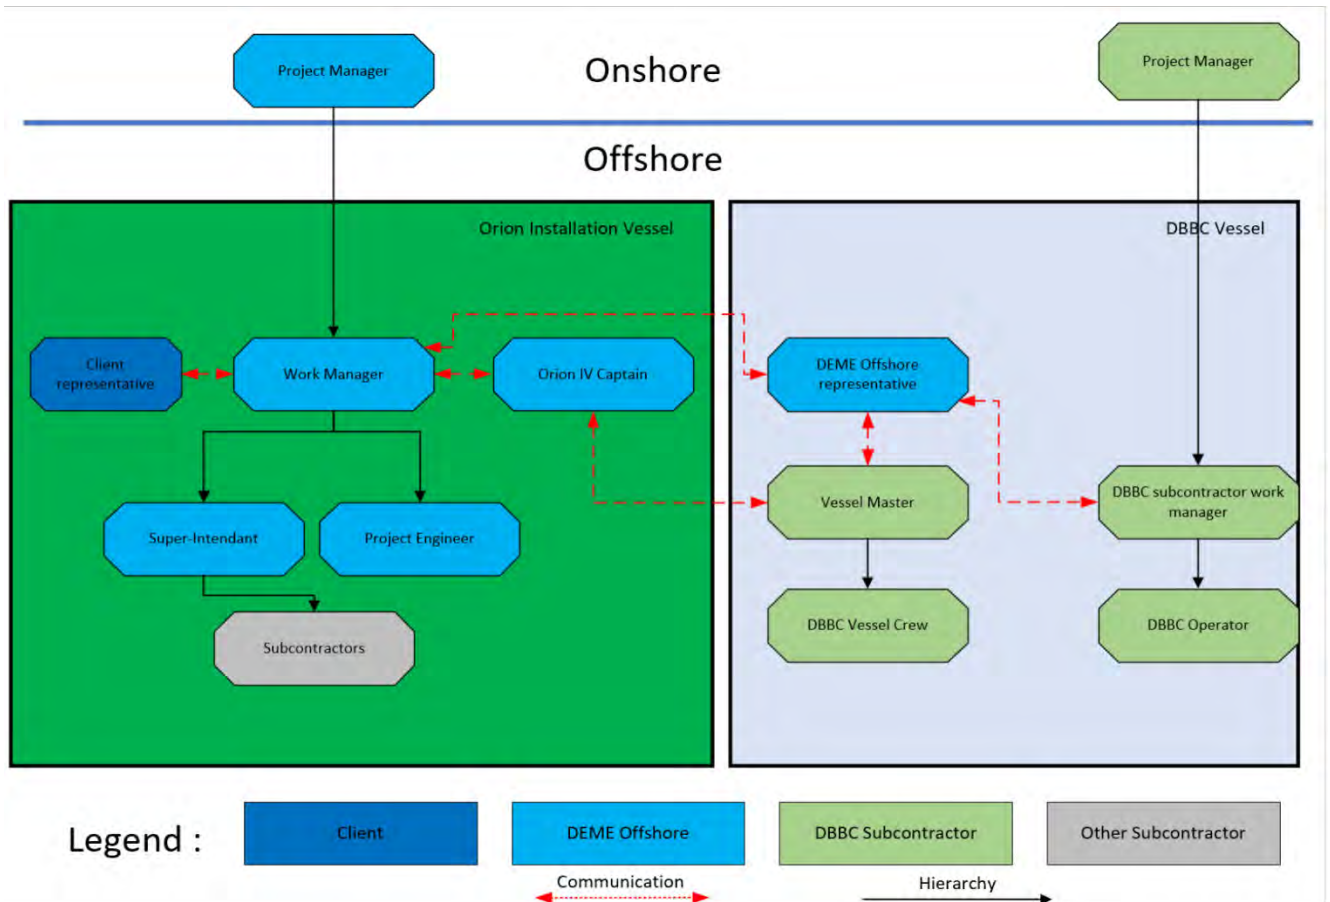 Project Manager
Onshore
Project Manager
Offshore
Orion Installation Vessel
DBBC Vessel
Client
representative
Work Manager
Orion IV Captain
DEME Offshore
representative
Super-Intendant
Project Engineer
Vessel Master
DBBC subcontractor work
manager
Subcontractors
DBBC Vessel Crew
DBBC Operator
Legend :
Client
DEME Offshore
DBBC Subcontractor
Other Subcontractor
Communication
Hierarchy